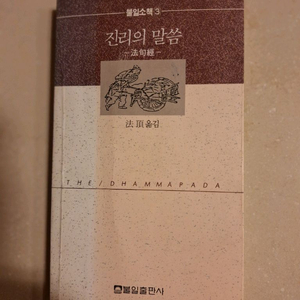 불일소책 3
진리의 말씀
—法句經—
法頂 옮김
THE/DHAMMAPADA
불일출판사